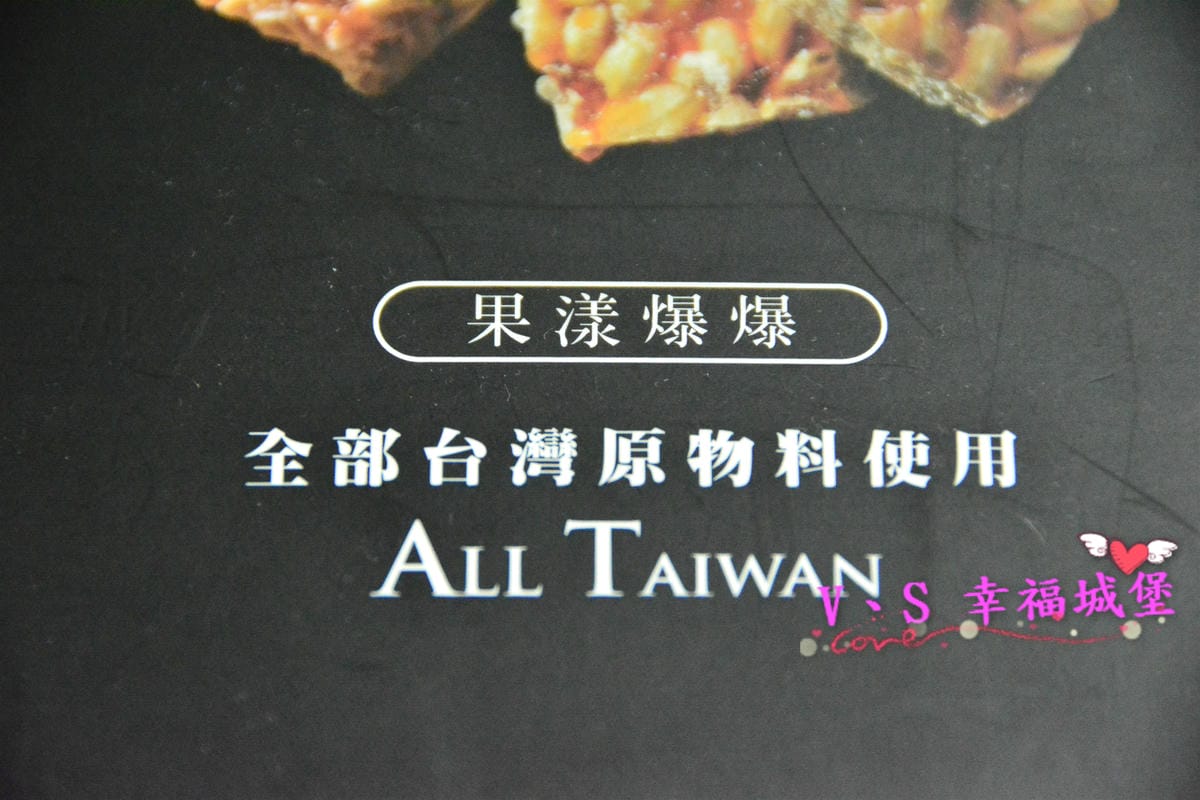 果漾爆爆
全部台灣原物料使用
ALL TAIWAN
V、S 幸福城堡
Love